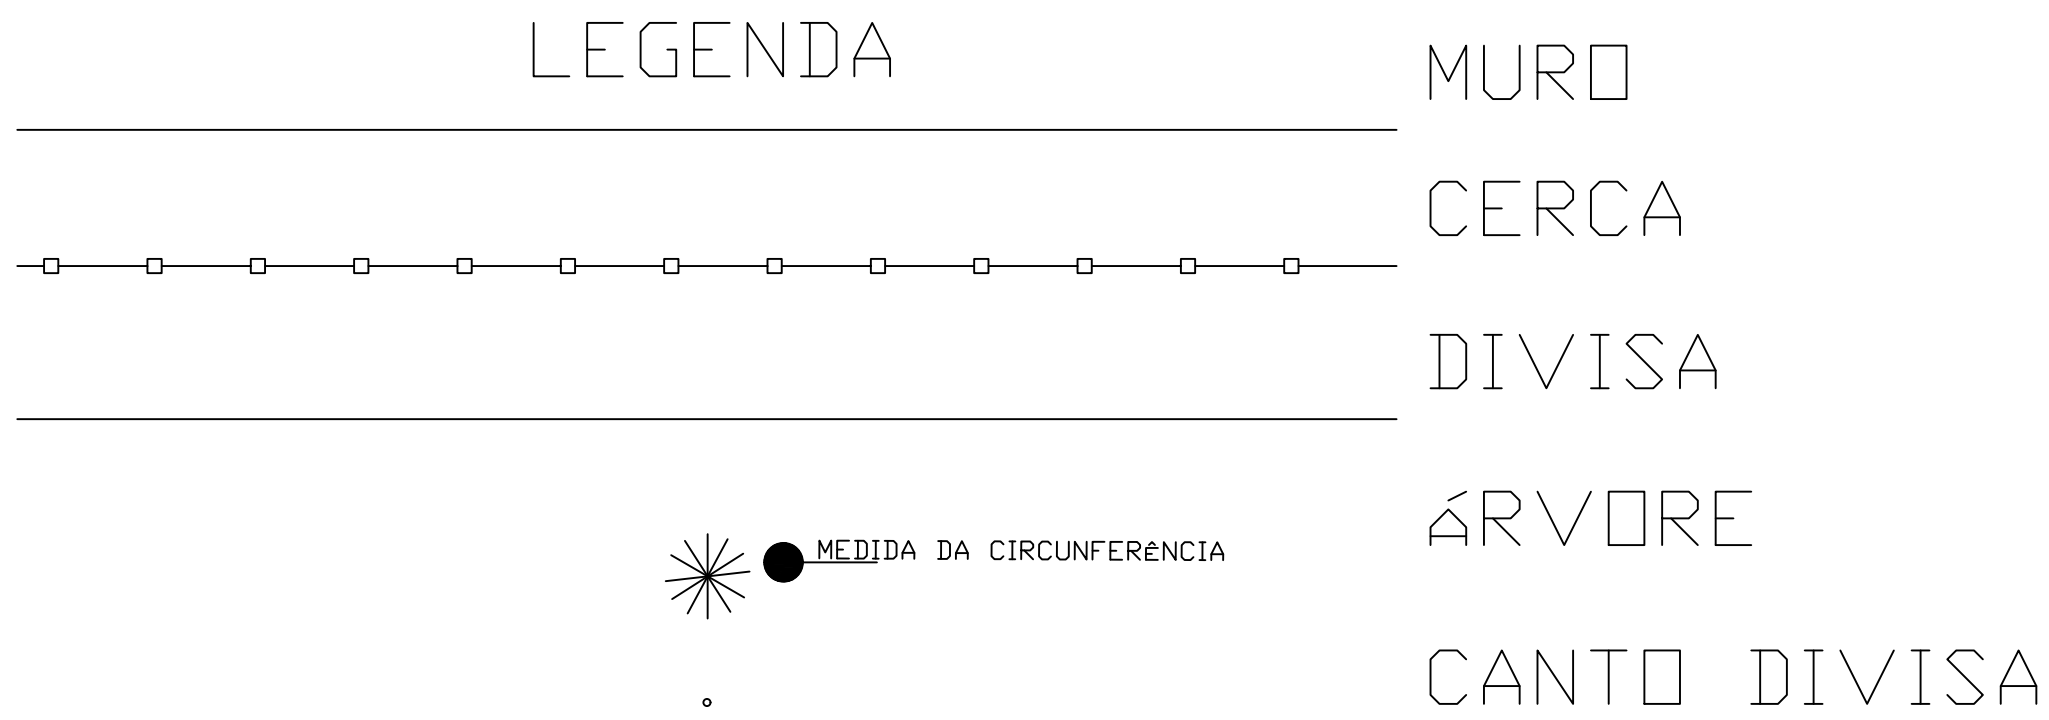 LEGENDA
MURO
CERCA
DIVISA
ÁRVORE
MEDIDA DA CIRCUNFERÊNCIA
CANTO DIVISA